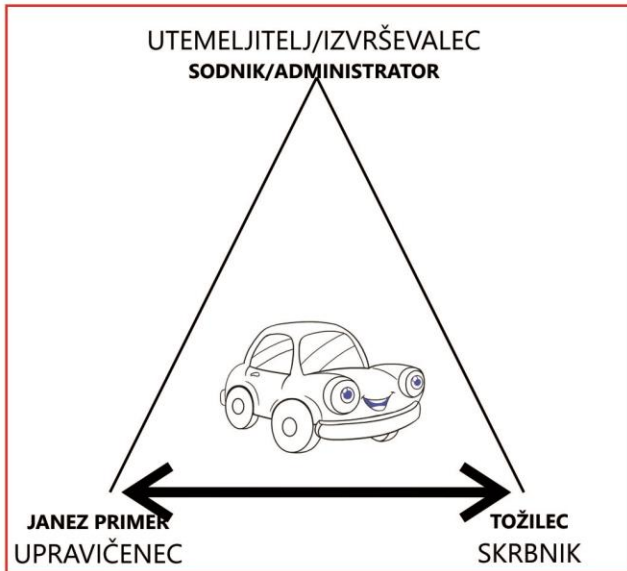 UTEMELJITELJ/IZVRŠEVALEC
SODNIK/ADMINISTRATOR
JANEZ PRIMER
UPRAVIČENEC
TOŽILEC
SKRBNIK